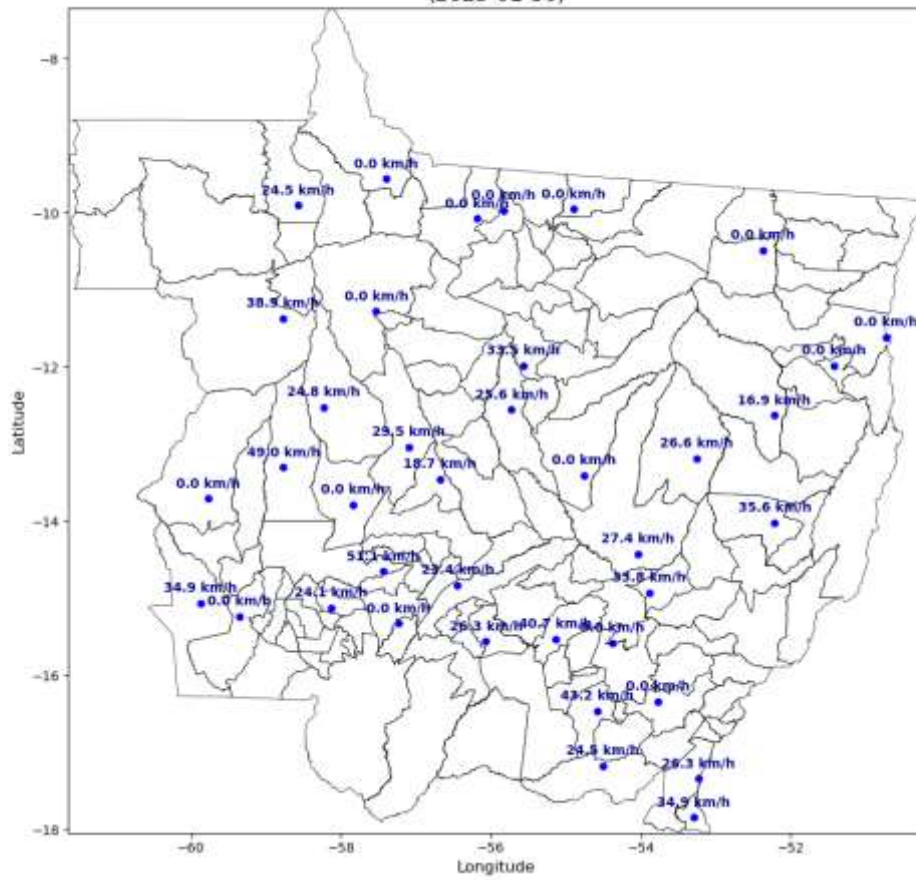 −8
0.0 km/h
24.5 km/h
0.0 km/h
0.0 km/h
0.0 km/h
−10
0.0 km/h
38.9 km/h
0.0 km/h
0.0 km/h
33.5 km/h
0.0 km/h
−12
24.8 km/h
25.6 km/h
16.9 km/h
Latitude
29.5 km/h
26.6 km/h
49.0 km/h
18.7 km/h
0.0 km/h
0.0 km/h
0.0 km/h
35.6 km/h
−14
27.4 km/h
51.1 km/h
23.4 km/h
34.9 km/h
24.1 km/h
0.0 km/h
0.0 km/h
26.3 km/h
40.7 km/h
−16
0.0 km/h
43.2 km/h
24.5 km/h
26.3 km/h
34.9 km/h
−18
−60
−58
−56
−54
−52
Longitude